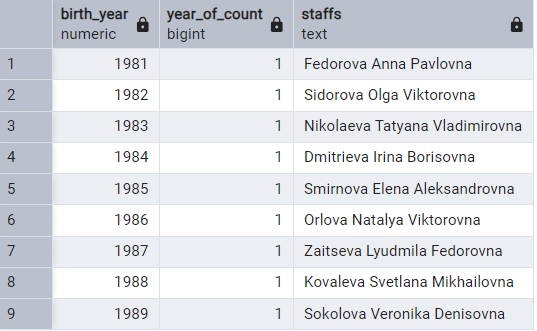 birth_year year_of_count staffs
numeric bigint text
1 1981 1 Fedorova Anna Pavlovna
2 1982 1 Sidorova Olga Viktorovna
3 1983 1 Nikolaeva Tatyana Vladimirovna
4 1984 1 Dmitrieva Irina Borisovna
5 1985 1 Smirnova Elena Aleksandrovna
6 1986 1 Orlova Natalya Viktorovna
7 1987 1 Zaitseva Lyudmila Fedorovna
8 1988 1 Kovaleva Svetlana Mikhailovna
9 1989 1 Sokolova Veronika Denisovna